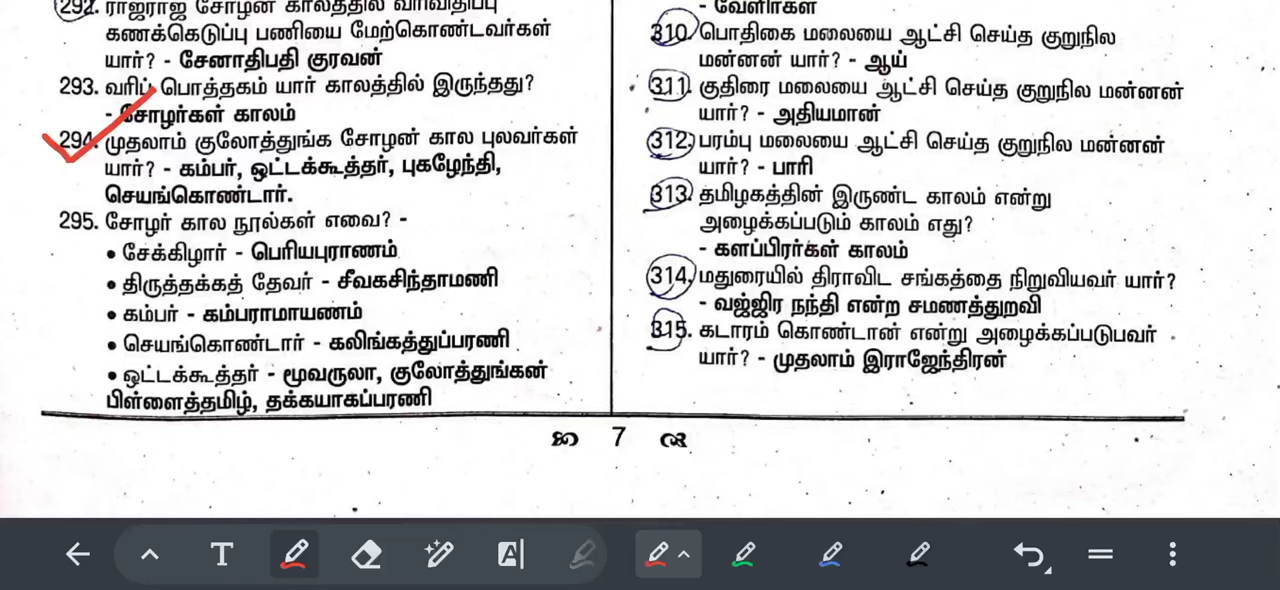 292. ராஜராஜ சோழன் காலத்தில் வரிவிதிப்பு
கணக்கெடுப்பு பணியை மேற்கொண்டவர்கள்
யார்? - சேனாதிபதி குரவன்
293. வரிப் பொத்தகம் யார் காலத்தில் இருந்தது?
- சோழர்கள் காலம்
294. முதலாம் குலோத்துங்க சோழன் கால புலவர்கள்
யார்? - கம்பர், ஒட்டக்கூத்தர், புகழேந்தி,
செயங்கொண்டார்.
295. சோழர் கால நூல்கள் எவை? -
• சேக்கிழார் - பெரியபுராணம்
• திருத்தக்கத் தேவர் - சீவகசிந்தாமணி
• கம்பர் - கம்பராமாயணம்
• செயங்கொண்டார் - கலிங்கத்துப்பரணி
• ஒட்டக்கூத்தர் - மூவருலா, குலோத்துங்கன்
பிள்ளைத்தமிழ், தக்கயாகப்பரணி
- வேளிர்கள்
310. பொதிகை மலையை ஆட்சி செய்த குறுநில
மன்னன் யார்? - ஆய்
311. குதிரை மலையை ஆட்சி செய்த குறுநில மன்னன்
யார்? - அதியமான்
312. பரம்பு மலையை ஆட்சி செய்த குறுநில மன்னன்
யார்? - பாரி
313. தமிழகத்தின் இருண்ட காலம் என்று
அழைக்கப்படும் காலம் எது?
- களப்பிரர்கள் காலம்
314. மதுரையில் திராவிட சங்கத்தை நிறுவியவர் யார்?
- வஜ்ஜிர நந்தி என்ற சமணத்துறவி
315. கடாரம் கொண்டான் என்று அழைக்கப்படுபவர்
யார்? - முதலாம் இராஜேந்திரன்
7
T
A